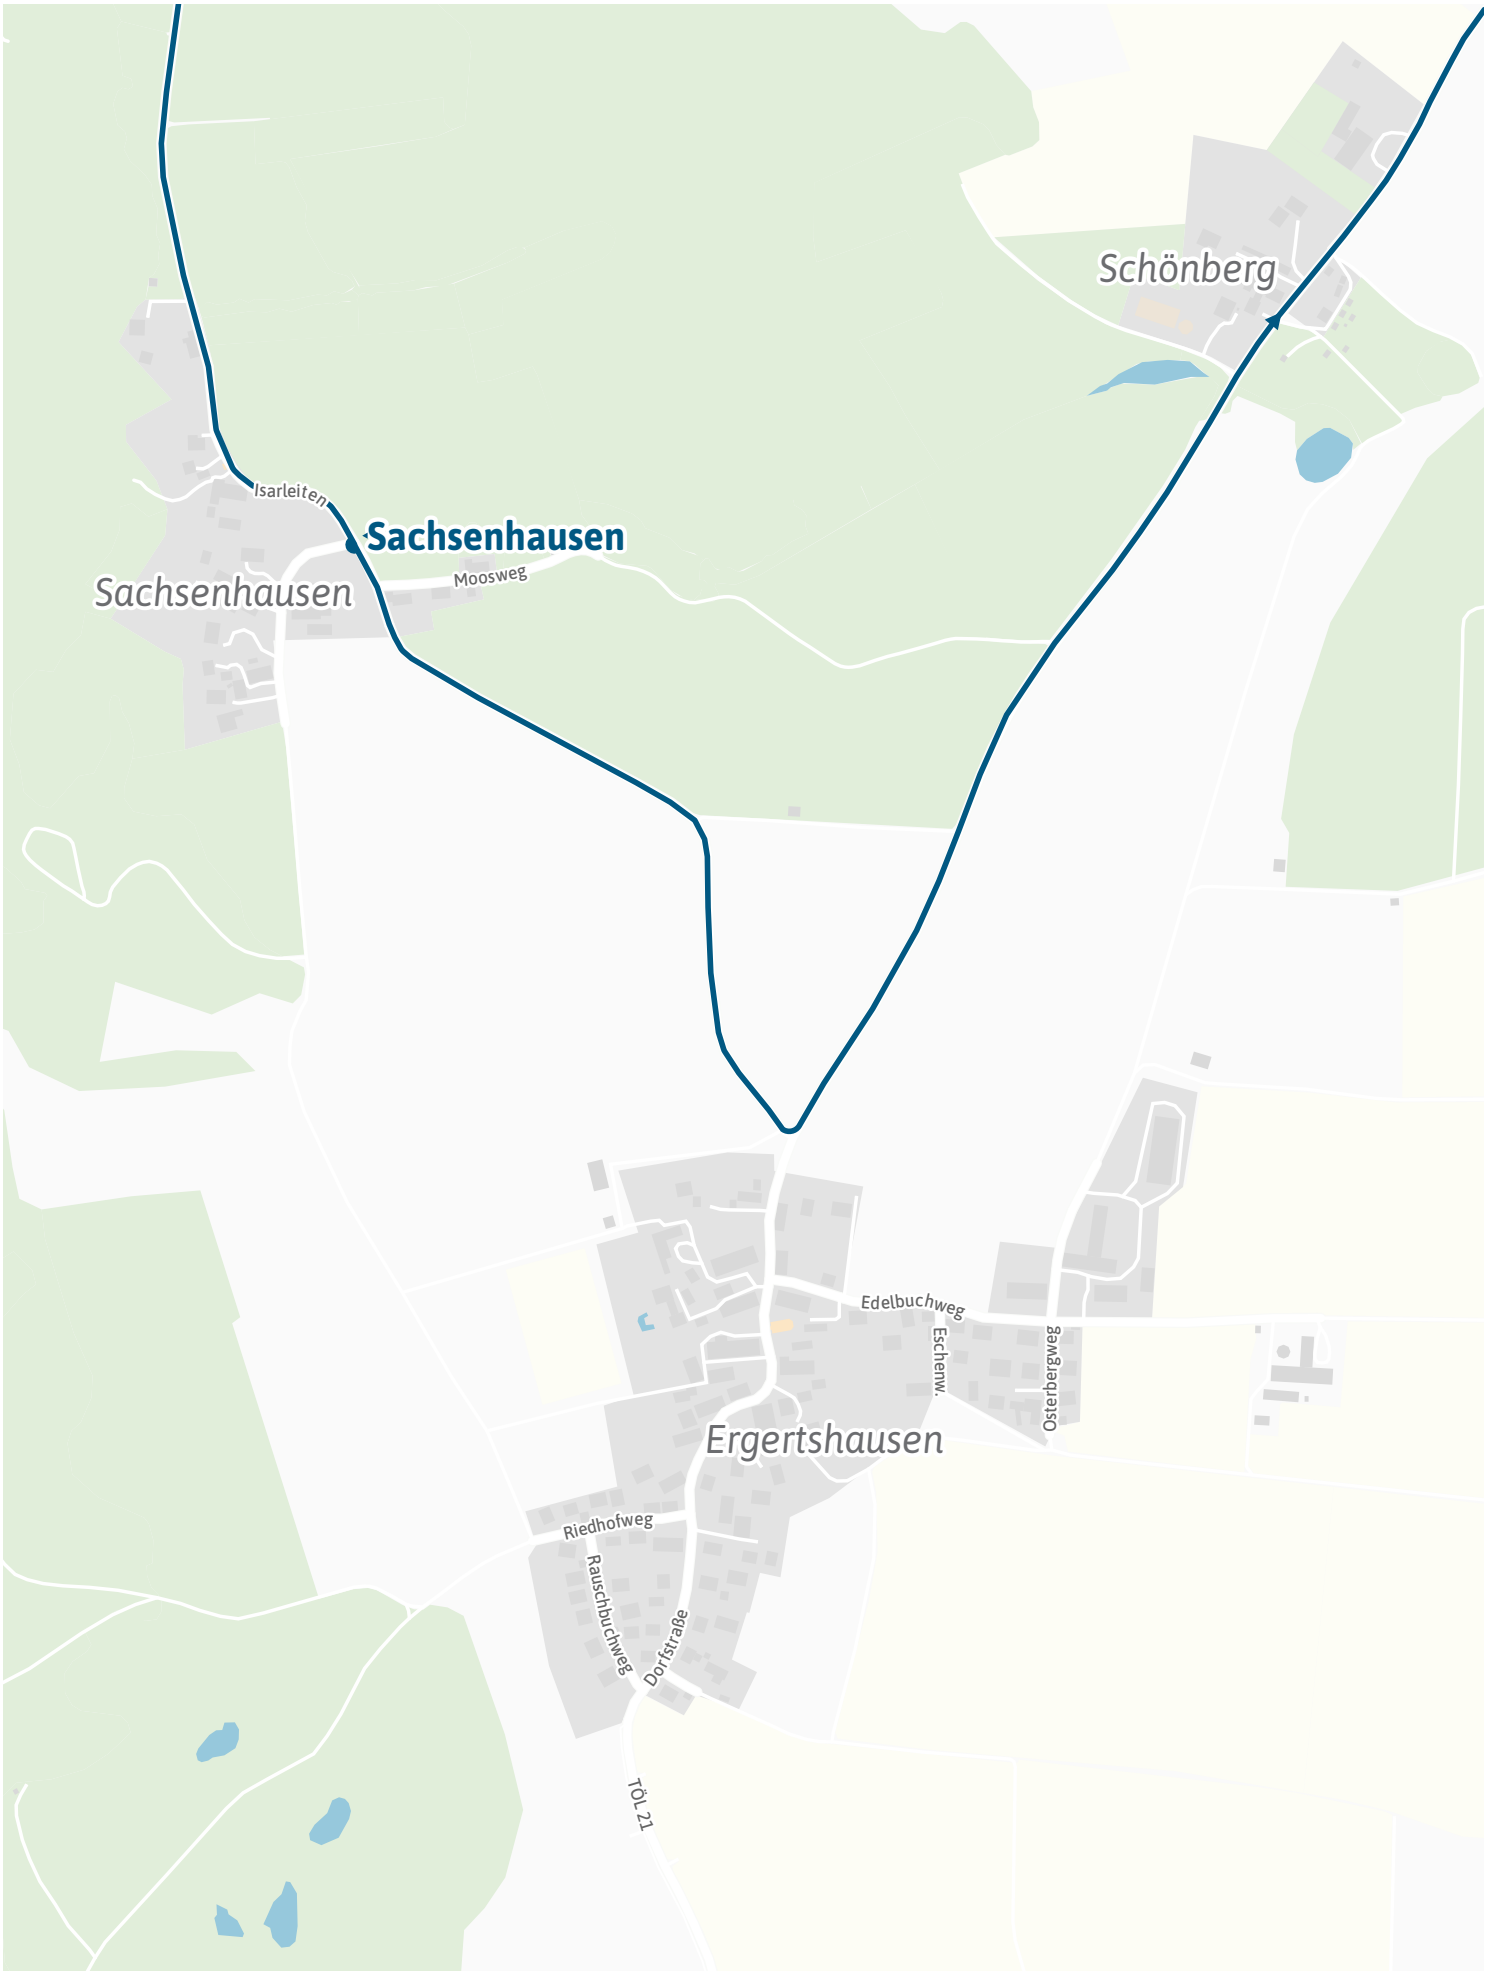 Schönberg
Isarleiten
Sachsenhausen
Moosweg
Sachsenhausen
Edelbuchweg
Eschenw.
Osterbergweg
Ergertshausen
Riedhofweg
Rauschbuchweg
Dorfstraße
TÖL 21